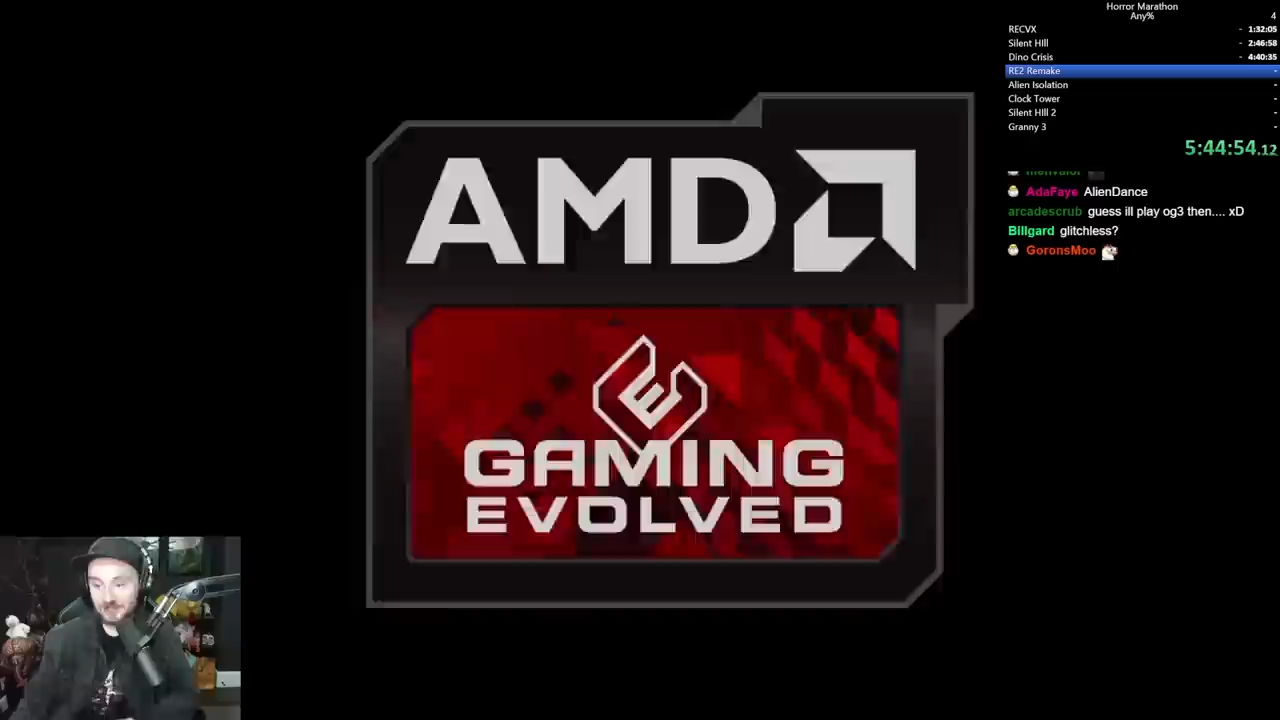 Horror Marathon
Any% 4
RECVX - 1:32:05
Silent HIll - 2:46:58
Dino Crisis - 4:40:35
RE2 Remake -
Alien Isolation -
Clock Tower -
Silent HIll 2 -
Granny 3 -
5:44:54.12
AdaFaye AlienDance
arcadescrub guess ill play og3 then.... xD
Billgard glitchless?
GoronsMoo
AMD
GAMING
EVOLVED